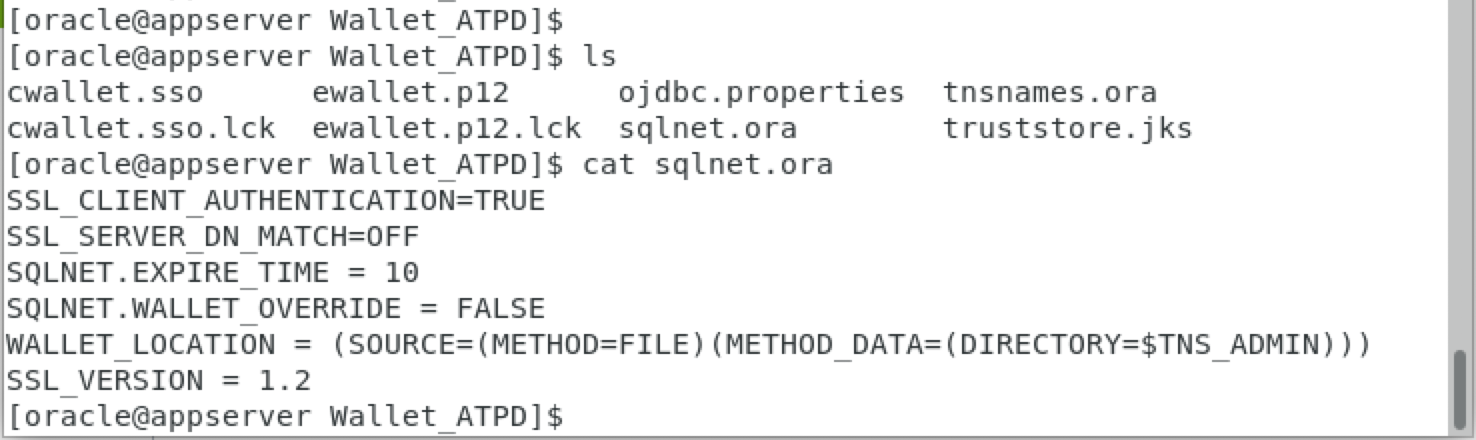 [oracle@appserver Wallet_ATPD]$
[oracle@appserver Wallet_ATPD]$ ls
cwallet.sso      ewallet.p12      ojdbc.properties  tnsnames.ora
cwallet.sso.lck  ewallet.p12.lck  sqlnet.ora        truststore.jks
[oracle@appserver Wallet_ATPD]$ cat sqlnet.ora
SSL_CLIENT_AUTHENTICATION=TRUE
SSL_SERVER_DN_MATCH=OFF
SQLNET.EXPIRE_TIME = 10
SQLNET.WALLET_OVERRIDE = FALSE
WALLET_LOCATION = (SOURCE=(METHOD=FILE)(METHOD_DATA=(DIRECTORY=$TNS_ADMIN)))
SSL_VERSION = 1.2
[oracle@appserver Wallet_ATPD]$